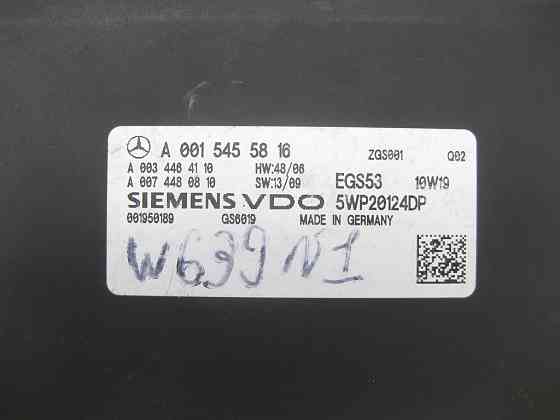 A 001 545 58 16 ZGS001 Q02
A 003 446 41 10 HW:48/06
A 007 448 08 10 SW:13/09 EGS53 10W19
SIEMENS VDO 5WP20124DP
001950189 GS6019 MADE IN GERMANY
W639 N1